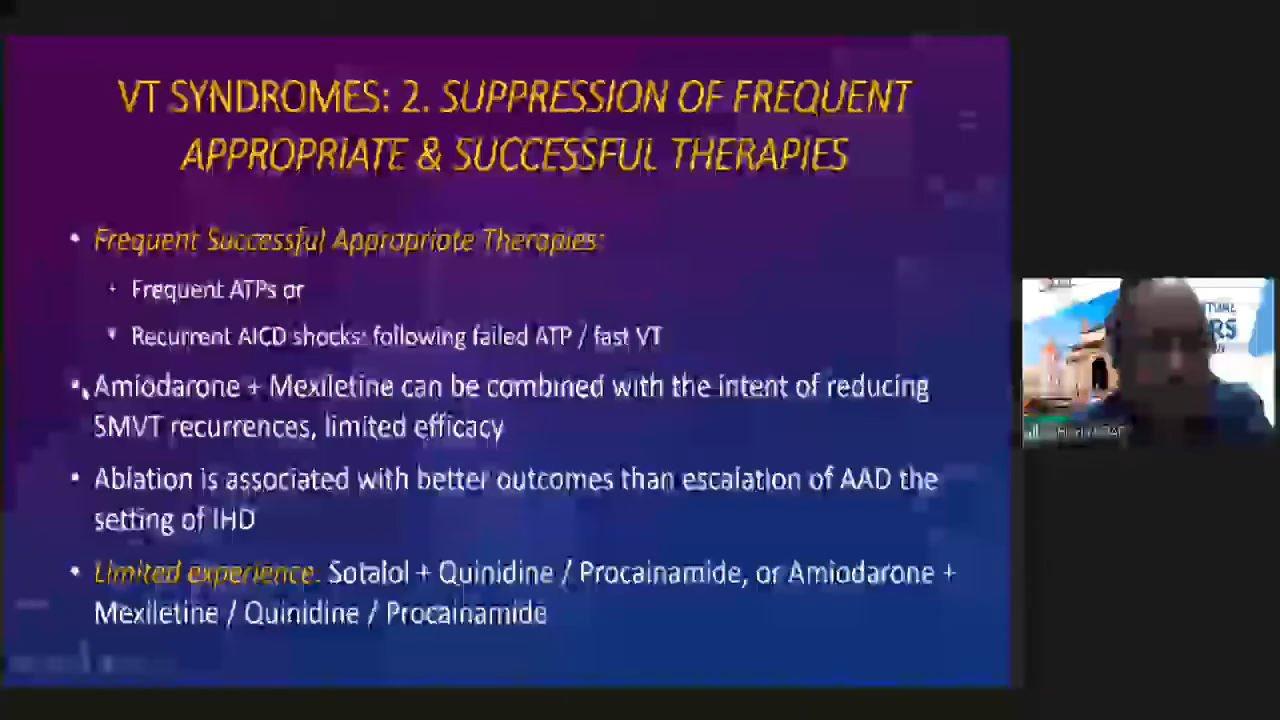 VT SYNDROMES: 2. SUPPRESSION OF FREQUENT
APPROPRIATE & SUCCESSFUL THERAPIES
• Frequent Successful Appropriate Therapies:
• Frequent ATPs or
• Recurrent AICD shocks: following failed ATP / fast VT
• Amiodarone + Mexiletine can be combined with the intent of reducing
SMVT recurrences, limited efficacy
• Ablation is associated with better outcomes than escalation of AAD the
setting of IHD
• Limited experience: Sotalol + Quinidine / Procainamide, or Amiodarone +
Mexiletine / Quinidine / Procainamide